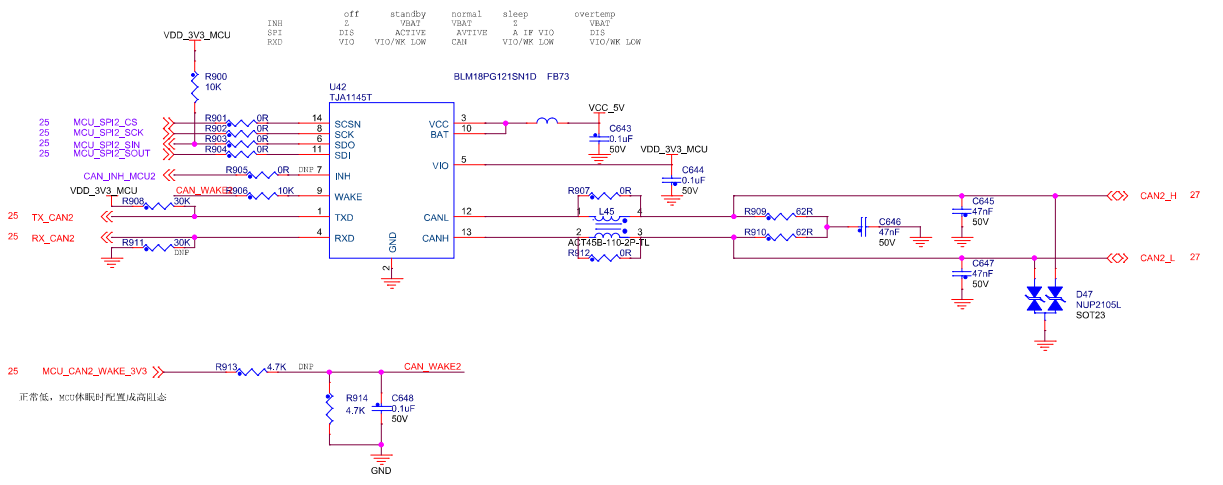 off standby normal sleep overtemp
INH Z VBAT VBAT Z VBAT
SPI DIS ACTIVE AVTIVE A IF VIO DIS
RXD VIO VIO/WK LOW CAN VIO/WK LOW VIO/WK LOW
VDD_3V3_MCU
R900
10K
U42
TJA1145T
BLM18PG121SN1D FB73
VCC_5V
C643
0.1uF
50V
25 MCU_SPI2_CS R901 0R 14 SCSN VCC 3
25 MCU_SPI2_SCK R902 0R 8 SCK BAT 10
25 MCU_SPI2_SIN R903 0R 6 SDO
25 MCU_SPI2_SOUT R904 0R 11 SDI
VDD_3V3_MCU
VIO 5
C644
0.1uF
50V
CAN_INH_MCU2 R905 0R DNP 7 INH
VDD_3V3_MCU CAN_WAKE R906 10K 9 WAKE
R908 30K
25 TX_CAN2 1 TXD CANL 12
25 RX_CAN2 4 RXD CANH 13
R911 30K
DNP
GND
2
R907 0R
L45
1 4
2 3
ACT45B-110-2P-TL
R912 0R
R909 62R
R910 62R
C646
47nF
50V
C645
47nF
50V
C647
47nF
50V
CAN2_H 27
CAN2_L 27
D47
NUP2105L
SOT23
25 MCU_CAN2_WAKE_3V3 R913 4.7K DNP CAN_WAKE2
正常低，MCU休眠时配置成高阻态
R914
4.7K
C648
0.1uF
50V
GND